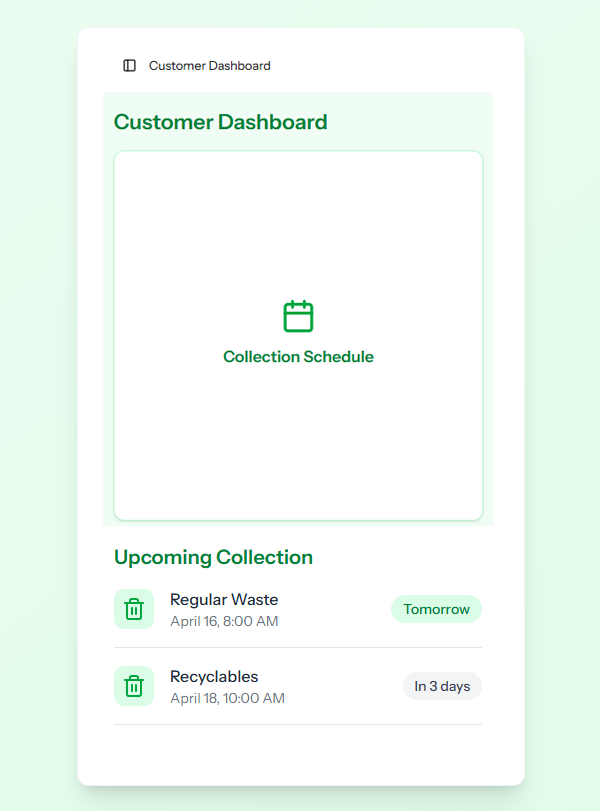 Customer Dashboard
Customer Dashboard
Collection Schedule
Upcoming Collection
Regular Waste
April 16, 8:00 AM
Tomorrow
Recyclables
April 18, 10:00 AM
In 3 days